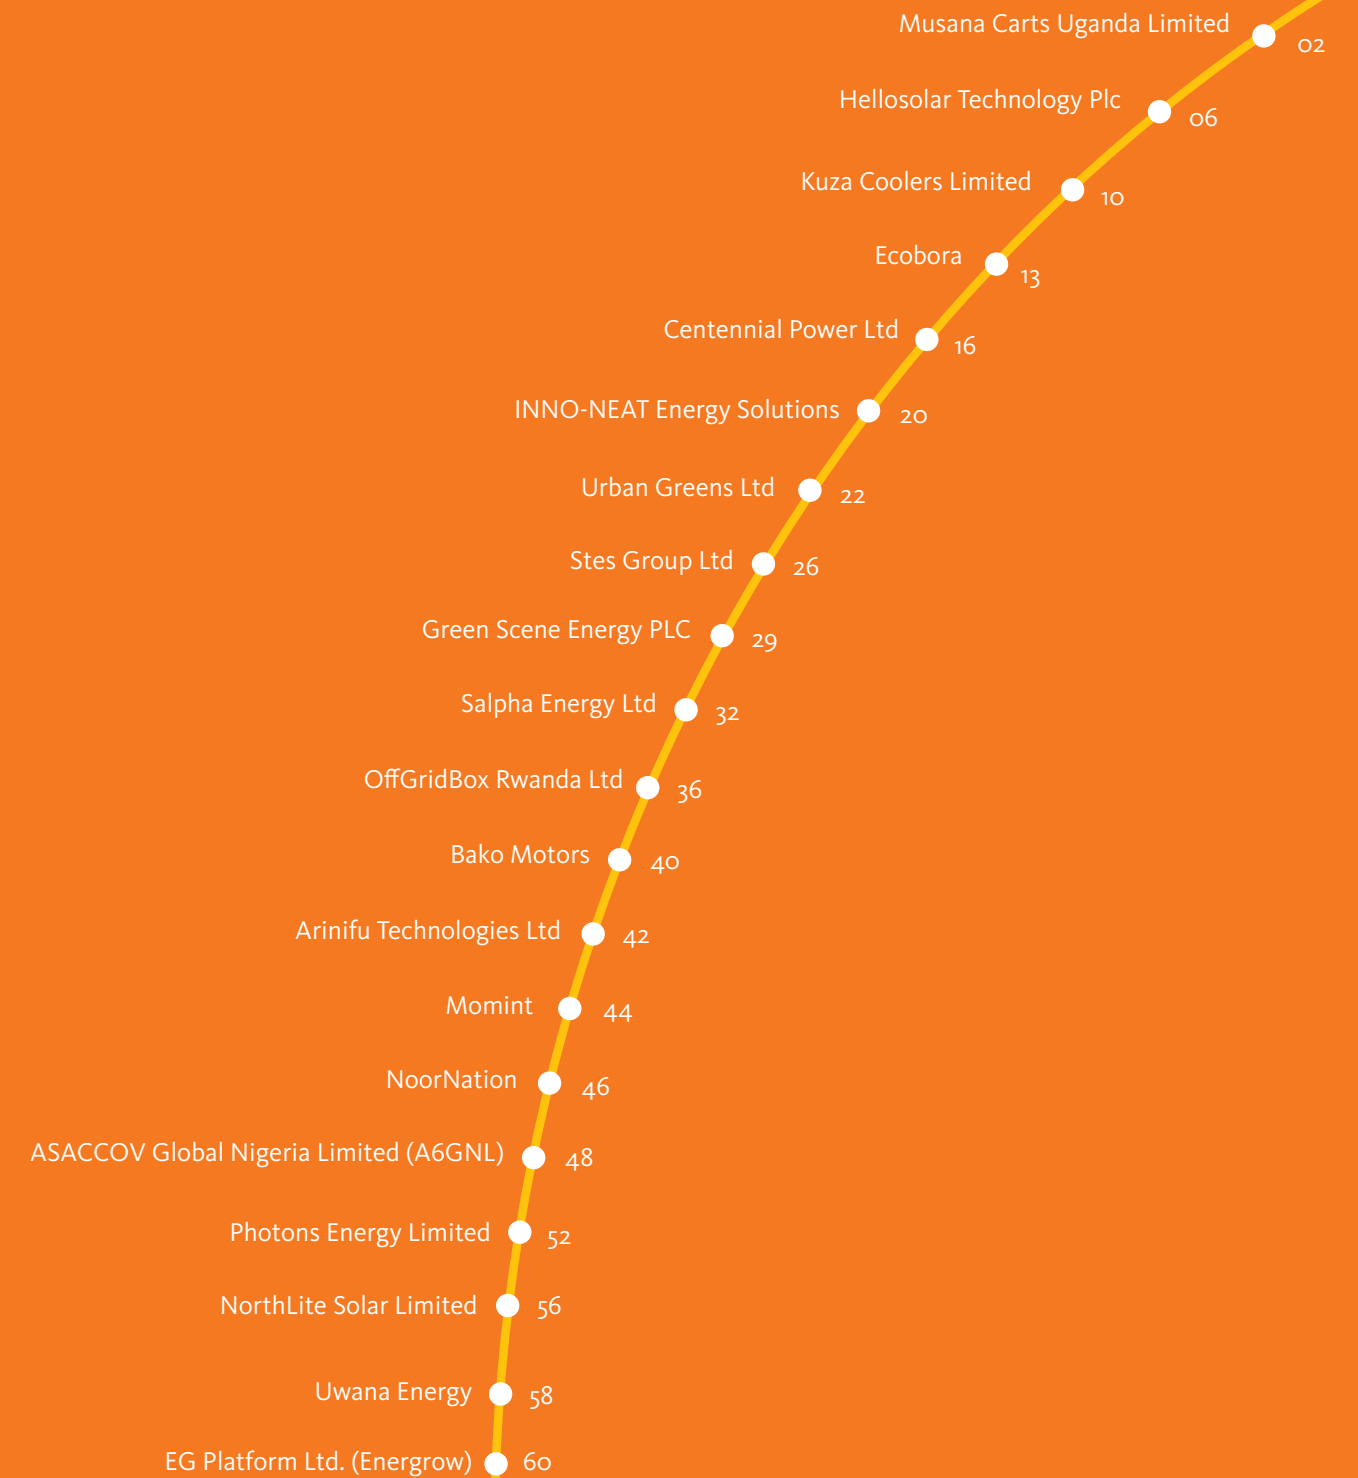 Musana Carts Uganda Limited 02
Hellosolar Technology Plc 06
Kuza Coolers Limited 10
Ecobora 13
Centennial Power Ltd 16
INNO-NEAT Energy Solutions 20
Urban Greens Ltd 22
Stes Group Ltd 26
Green Scene Energy PLC 29
Salpha Energy Ltd 32
OffGridBox Rwanda Ltd 36
Bako Motors 40
Arinifu Technologies Ltd 42
Momint 44
NoorNation 46
ASACCOV Global Nigeria Limited (A6GNL) 48
Photons Energy Limited 52
NorthLite Solar Limited 56
Uwana Energy 58
EG Platform Ltd. (Energrow) 60